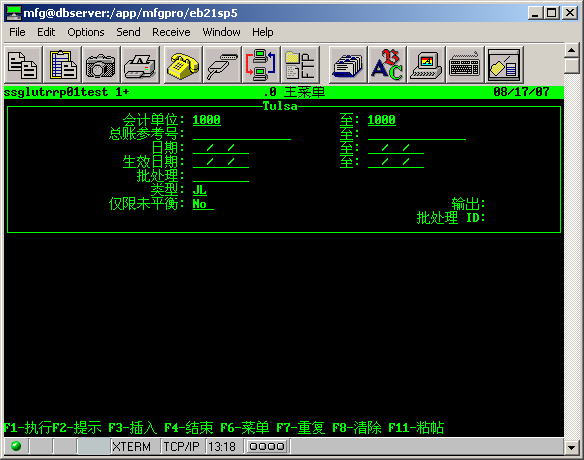 mfg@dbserver:/app/mfgpro/eb21sp5
File Edit Options Send Receive Window Help
ABC
ssglutrrp01test 1+ .0 主菜单 08/17/07
Tulsa
会计单位: 1000 至: 1000
总账参考号: 至:
日期: / / 至: / /
生效日期: / / 至: / /
批处理:
类型: JL
仅限未平衡: No 输出:
批处理 ID:
F1-执行F2-提示 F3-插入 F4-结束 F6-菜单 F7-重复 F8-清除 F11-粘帖
XTERM TCP/IP 13:18